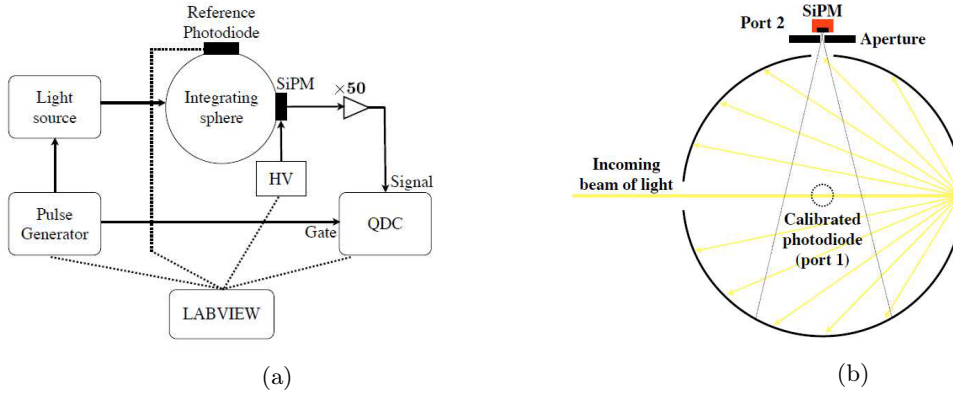 Reference
Photodiode
Light
source
Integrating
sphere
SiPM
×50
HV
Signal
Pulse
Generator
Gate
QDC
LABVIEW
(a)
SiPM
Port 2
Aperture
Incoming
beam of light
Calibrated
photodiode
(port 1)
(b)